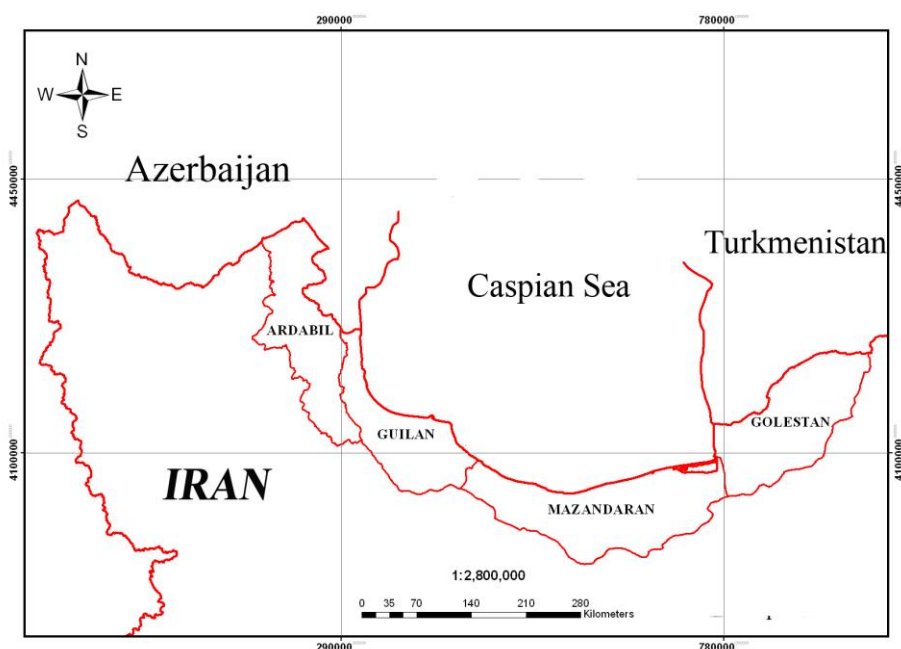 290000 780000
N
W E
S
Azerbaijan
4450000 4450000
Turkmenistan
Caspian Sea
ARDABIL
GOLESTAN
GUILAN
4100000 4100000
IRAN
MAZANDARAN
1:2,800,000
0 35 70 140 210 280
Kilometers
290000 780000